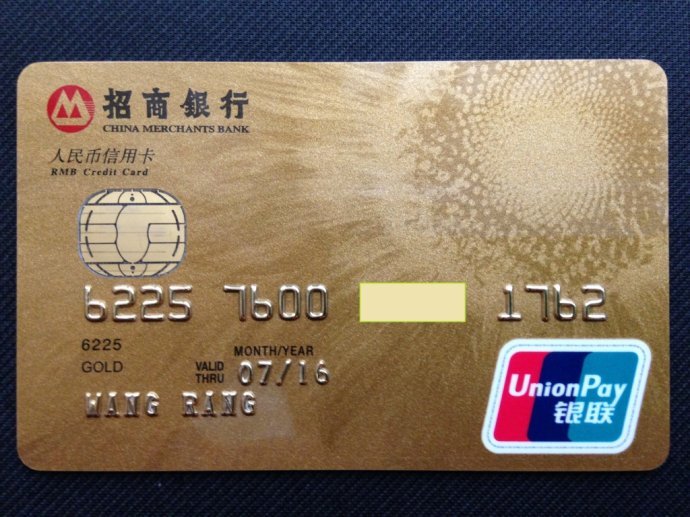 招商銀行
CHINA MERCHANTS BANK
人民币信用卡
RMB Credit Card
6225 7600 1762
6225
MONTH/YEAR
GOLD VALID THRU 07/16
WANG RANG
UnionPay
银联